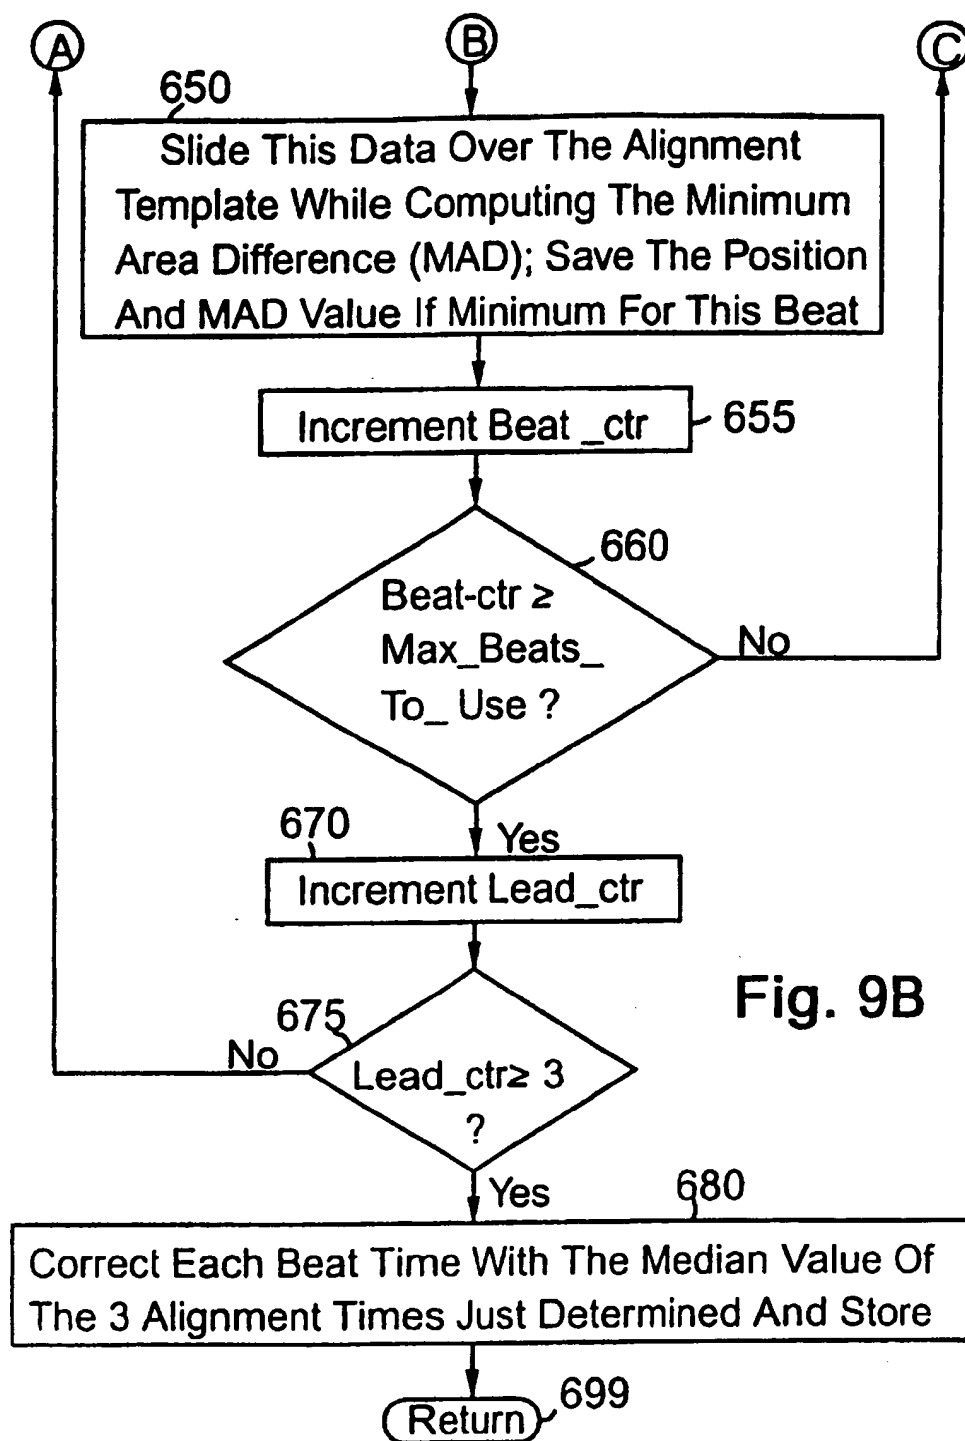 A
B
C
650
Slide This Data Over The Alignment
Template While Computing The Minimum
Area Difference (MAD); Save The Position
And MAD Value If Minimum For This Beat
Increment Beat _ctr
655
660
Beat-ctr ≥
Max_Beats_
To_ Use ?
No
Yes
670
Increment Lead_ctr
Fig. 9B
675
No
Lead_ctr≥ 3
?
Yes
680
Correct Each Beat Time With The Median Value Of
The 3 Alignment Times Just Determined And Store
Return
699